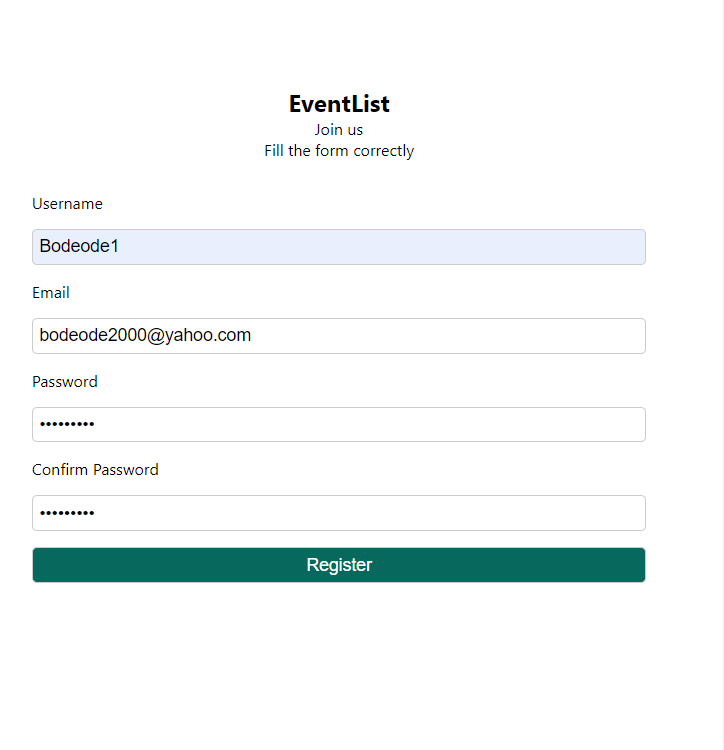 EventList
Join us
Fill the form correctly
Username
Bodeode1
Email
bodeode2000@yahoo.com
Password
•••••••••
Confirm Password
•••••••••
Register